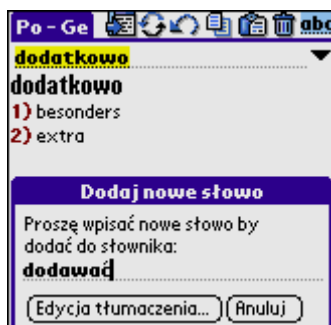 Po - Ge abc
dodatkowo
dodatkowo
1) besonders
2) extra
Dodaj nowe słowo
Proszę wpisać nowe słowo by
dodać do słownika:
dodawać
Edycja tłumaczenia... Anuluj